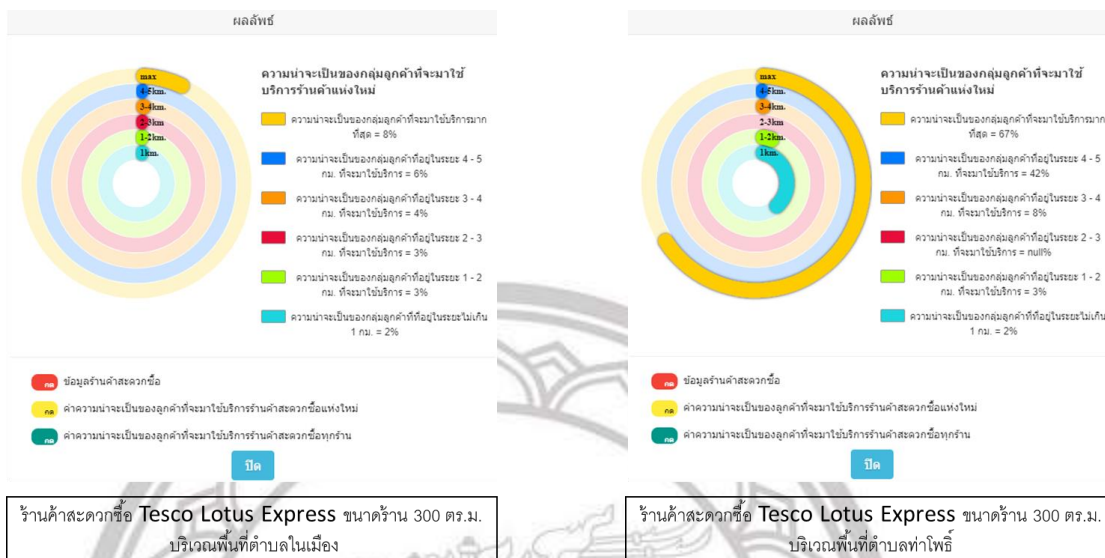 ผลลัพธ์
max
4-5km.
3-4km.
2-3km
1-2km.
1km.
ความน่าจะเป็นของกลุ่มลูกค้าที่จะมาใช้
บริการร้านค้าแห่งใหม่
ความน่าจะเป็นของกลุ่มลูกค้าที่จะมาใช้บริการมาก
ที่สุด = 8%
ความน่าจะเป็นของกลุ่มลูกค้าที่อยู่ในระยะ 4 - 5
กม. ที่จะมาใช้บริการ = 6%
ความน่าจะเป็นของกลุ่มลูกค้าที่อยู่ในระยะ 3 - 4
กม. ที่จะมาใช้บริการ = 4%
ความน่าจะเป็นของกลุ่มลูกค้าที่อยู่ในระยะ 2 - 3
กม. ที่จะมาใช้บริการ = 3%
ความน่าจะเป็นของกลุ่มลูกค้าที่อยู่ในระยะ 1 - 2
กม. ที่จะมาใช้บริการ = 3%
ความน่าจะเป็นของกลุ่มลูกค้าที่ที่อยู่ในระยะไม่เกิน
1 กม. = 2%
กด ข้อมูลร้านค้าสะดวกซื้อ
กด ค่าความน่าจะเป็นของลูกค้าที่จะมาใช้บริการร้านค้าสะดวกซื้อแห่งใหม่
กด ค่าความน่าจะเป็นของลูกค้าที่จะมาใช้บริการร้านค้าสะดวกซื้อทุกร้าน
ปิด
ร้านค้าสะดวกซื้อ Tesco Lotus Express ขนาดร้าน 300 ตร.ม.
บริเวณพื้นที่ตำบลในเมือง
ผลลัพธ์
max
4-5km.
3-4km.
2-3km
1-2km.
1km.
ความน่าจะเป็นของกลุ่มลูกค้าที่จะมาใช้
บริการร้านค้าแห่งใหม่
ความน่าจะเป็นของกลุ่มลูกค้าที่จะมาใช้บริการมาก
ที่สุด = 67%
ความน่าจะเป็นของกลุ่มลูกค้าที่อยู่ในระยะ 4 - 5
กม. ที่จะมาใช้บริการ = 42%
ความน่าจะเป็นของกลุ่มลูกค้าที่อยู่ในระยะ 3 - 4
กม. ที่จะมาใช้บริการ = 8%
ความน่าจะเป็นของกลุ่มลูกค้าที่อยู่ในระยะ 2 - 3
กม. ที่จะมาใช้บริการ = null%
ความน่าจะเป็นของกลุ่มลูกค้าที่อยู่ในระยะ 1 - 2
กม. ที่จะมาใช้บริการ = 3%
ความน่าจะเป็นของกลุ่มลูกค้าที่ที่อยู่ในระยะไม่เกิน
1 กม. = 2%
กด ข้อมูลร้านค้าสะดวกซื้อ
กด ค่าความน่าจะเป็นของลูกค้าที่จะมาใช้บริการร้านค้าสะดวกซื้อแห่งใหม่
กด ค่าความน่าจะเป็นของลูกค้าที่จะมาใช้บริการร้านค้าสะดวกซื้อทุกร้าน
ปิด
ร้านค้าสะดวกซื้อ Tesco Lotus Express ขนาดร้าน 300 ตร.ม.
บริเวณพื้นที่ตำบลท่าโพธิ์